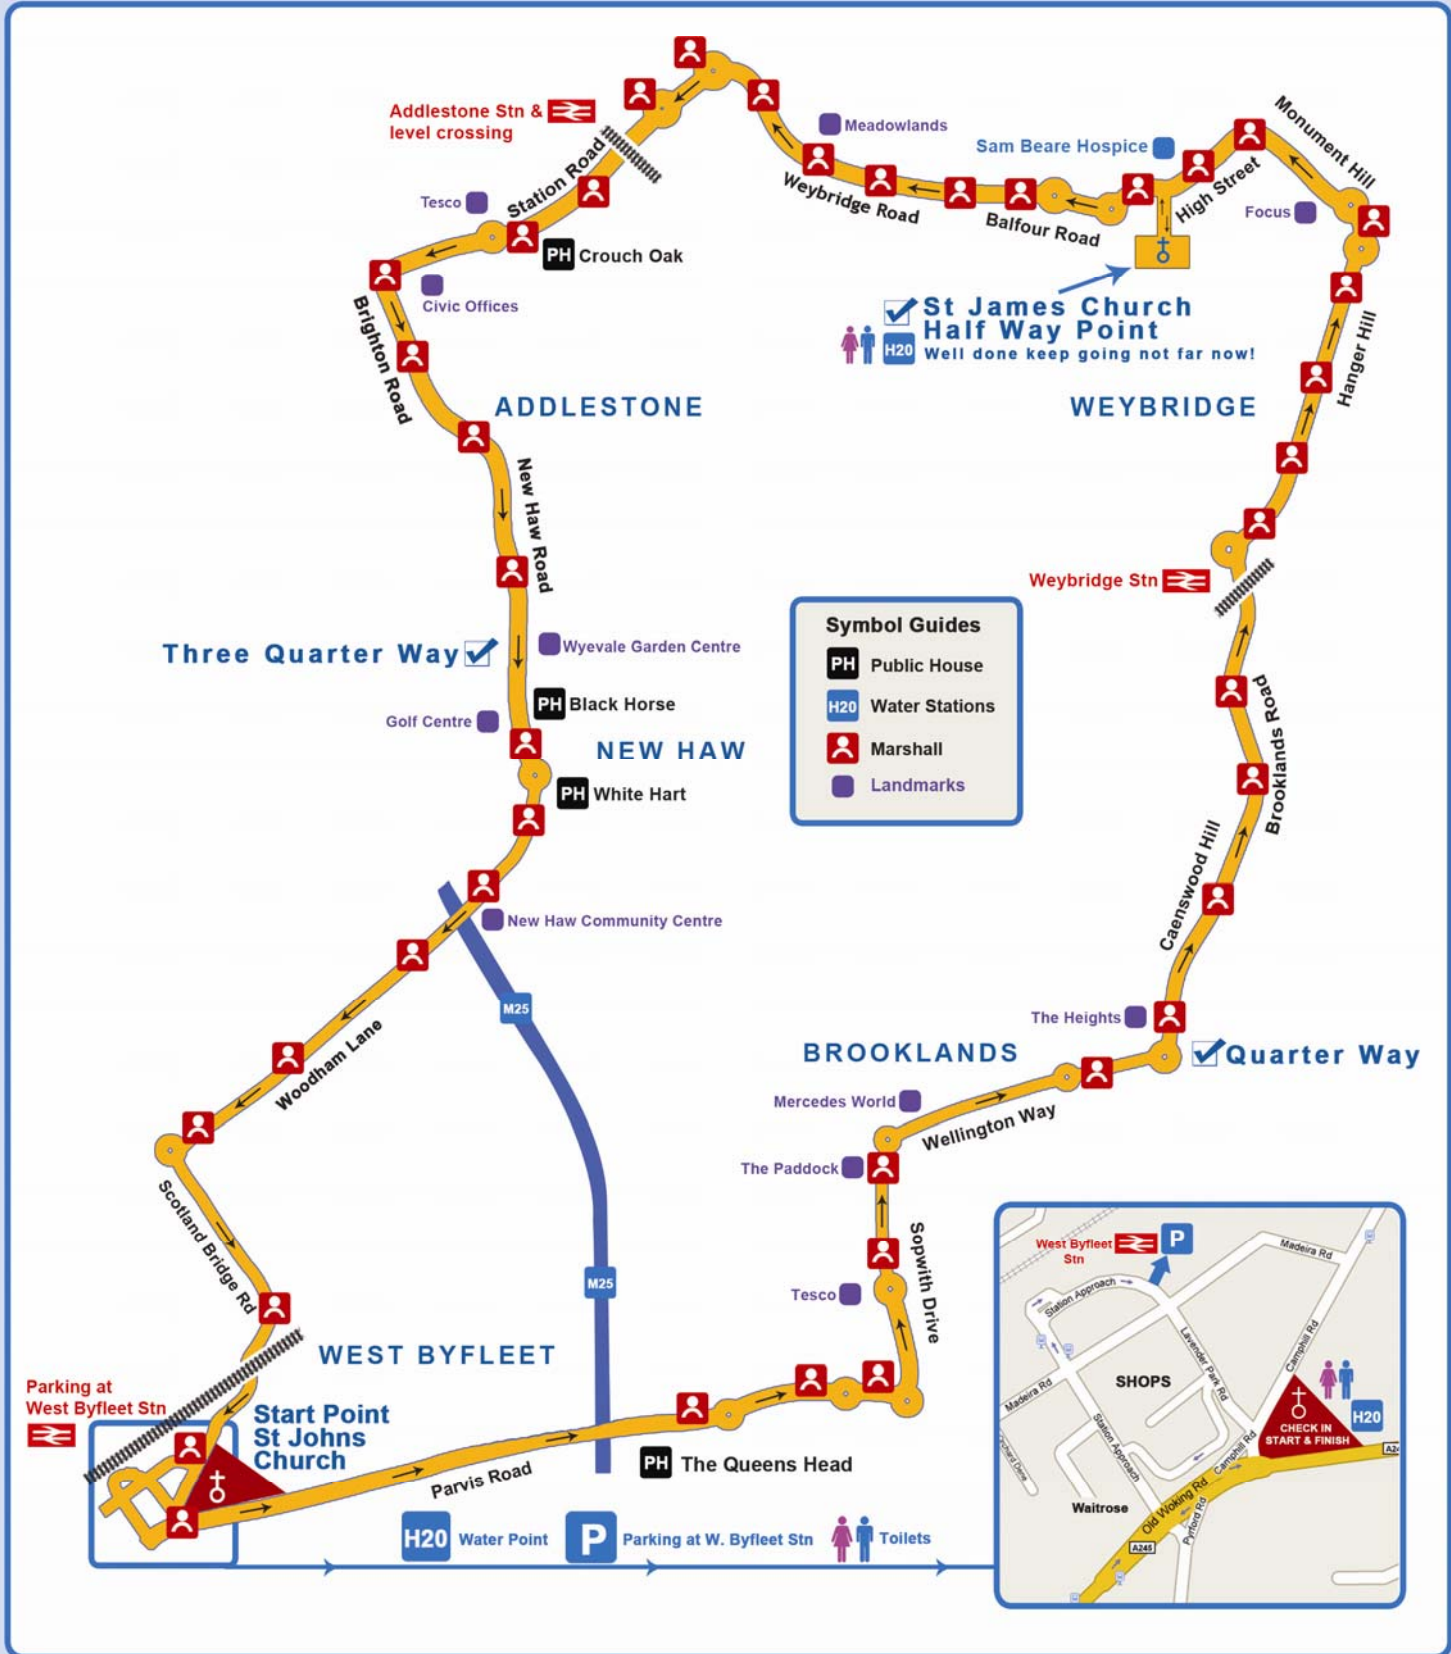 Addlestone Stn &
level crossing
Station Road
Tesco
PH Crouch Oak
Civic Offices
Brighton Road
Meadowlands
Weybridge Road
Sam Beare Hospice
Balfour Road
High Street
Monument Hill
Focus
Hanger Hill
St James Church
Half Way Point
H20 Well done keep going not far now!
ADDLESTONE
WEYBRIDGE
New Haw Road
Weybridge Stn
Three Quarter Way
Wyevale Garden Centre
PH Black Horse
Golf Centre
NEW HAW
PH White Hart
Symbol Guides
PH Public House
H20 Water Stations
Marshall
Landmarks
Brooklands Road
Caenswood Hill
New Haw Community Centre
M25
Woodham Lane
The Heights
BROOKLANDS
Quarter Way
Mercedes World
Wellington Way
The Paddock
Sopwith Drive
Tesco
Scotland Bridge Rd
M25
WEST BYFLEET
Parking at
West Byfleet Stn
Start Point
St Johns
Church
Parvis Road
PH The Queens Head
H20 Water Point
P Parking at W. Byfleet Stn
Toilets
West Byfleet
Stn
P
Madeira Rd
Station Approach
Camphill Rd
Lavender Park Rd
SHOPS
Madeira Rd
Station Approach
H20
CHECK IN
START & FINISH
Camphill Rd
Waitrose
Old Woking Rd
Pyrford Rd
A245